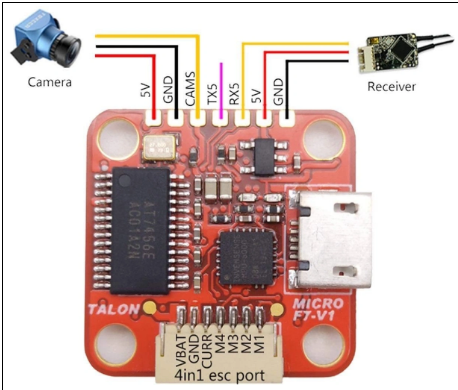 Camera
Receiver
5V
GND
CAMS
TX5
RX5
5V
GND
AT7456E
AC01A2N
TALON
MICRO
F7-V1
VBAT
GND
CURR
M4
M3
M2
M1
4in1 esc port